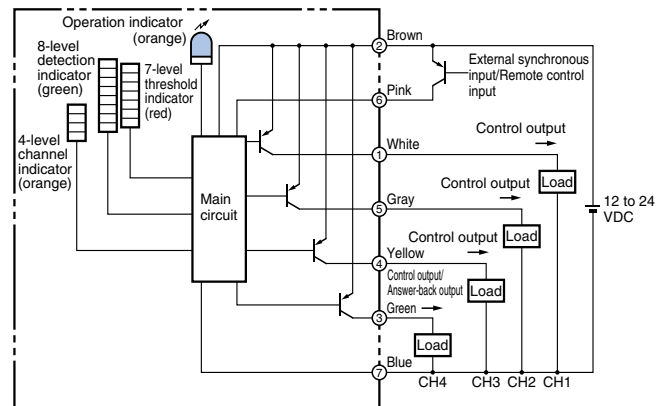 Operation indicator
(orange)
8-level
detection
indicator
(green)
7-level
threshold
indicator
(red)
4-level
channel
indicator
(orange)
Main
circuit
2
Brown
External synchronous
input/Remote control
input
6
Pink
Control output
1
White
Load
Control output
5
Gray
Load
12 to 24
VDC
Control output
4
Yellow
Control output/
Answer-back output
Load
3
Green
Load
7
Blue
CH4
CH3
CH2
CH1